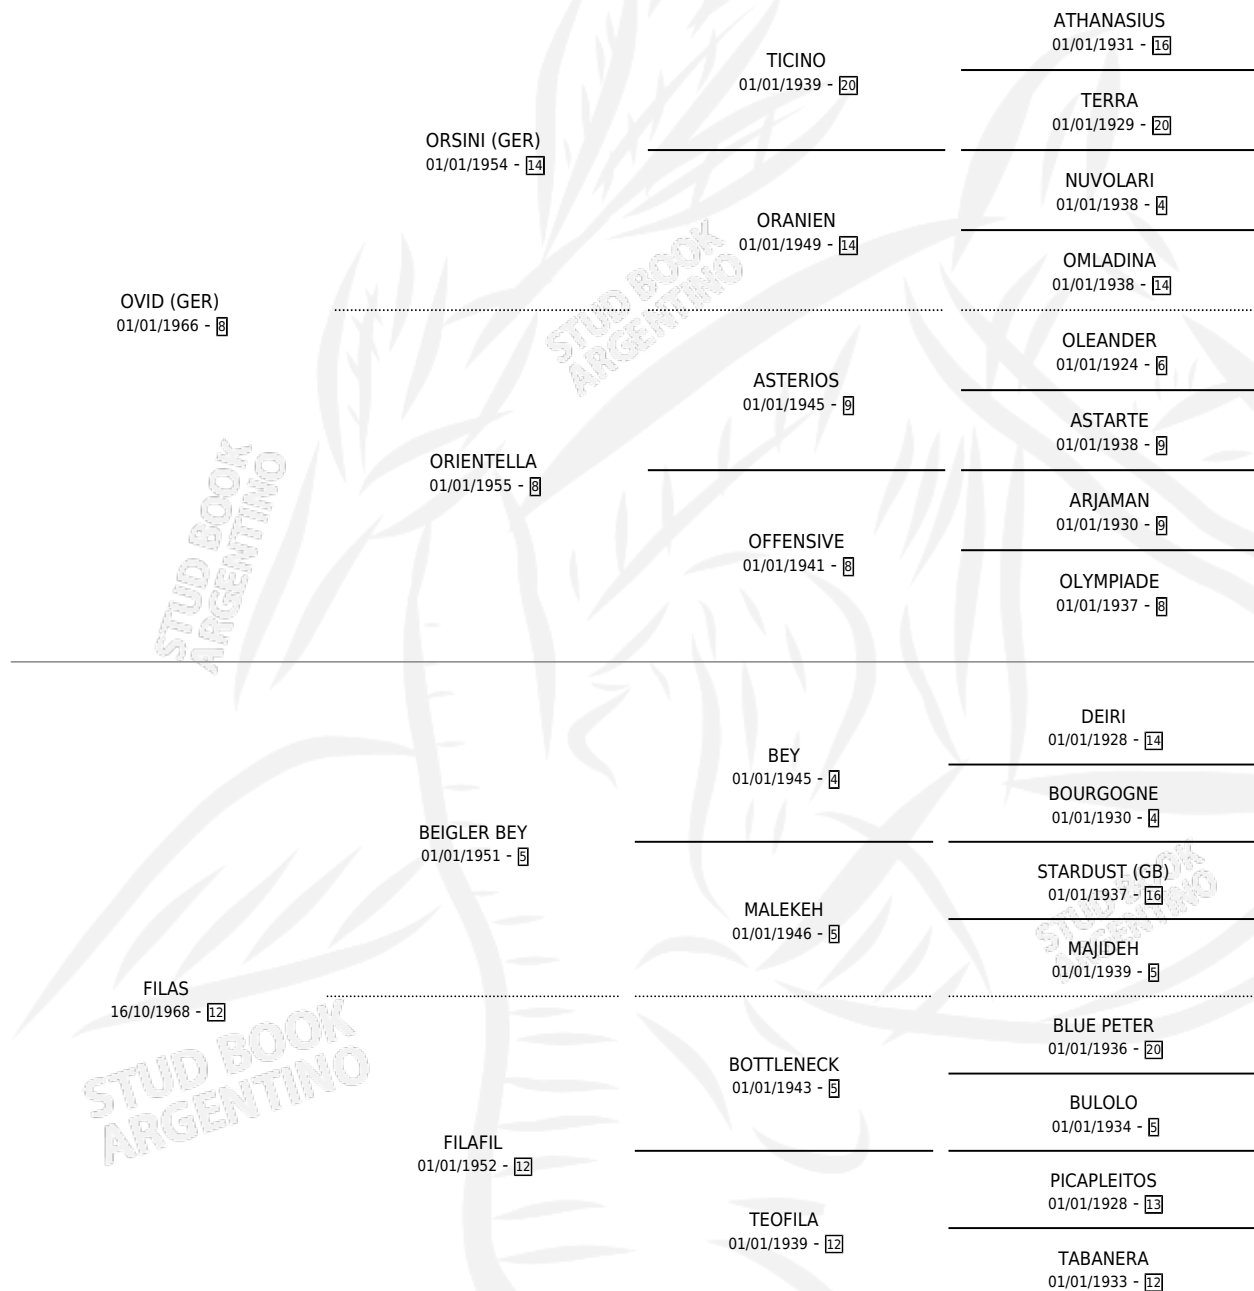 ATHANASIUS
01/01/1931 - 16
TICINO
01/01/1939 - 20
TERRA
01/01/1929 - 20
ORSINI (GER)
01/01/1954 - 14
NUVOLARI
01/01/1938 - 4
ORANIEN
01/01/1949 - 14
OMLADINA
01/01/1938 - 14
OVID (GER)
01/01/1966 - 8
OLEANDER
01/01/1924 - 6
ASTERIOS
01/01/1945 - 9
ASTARTE
01/01/1938 - 9
ORIENTELLA
01/01/1955 - 8
ARJAMAN
01/01/1930 - 9
OFFENSIVE
01/01/1941 - 8
OLYMPIADE
01/01/1937 - 8
DEIRI
01/01/1928 - 14
BEY
01/01/1945 - 4
BOURGOGNE
01/01/1930 - 4
BEIGLER BEY
01/01/1951 - 5
STARDUST (GB)
01/01/1937 - 16
MALEKEH
01/01/1946 - 5
MAJIDEH
01/01/1939 - 5
FILAS
16/10/1968 - 12
BLUE PETER
01/01/1936 - 20
BOTTLENECK
01/01/1943 - 5
BULOLO
01/01/1934 - 5
FILAFIL
01/01/1952 - 12
PICAPLEITOS
01/01/1928 - 13
TEOFILA
01/01/1939 - 12
TABANERA
01/01/1933 - 12
STUD BOOK
ARGENTINO
STUD BOOK
ARGENTINO
STUD BOOK
ARGENTINO
STUD BOOK
ARGENTINO